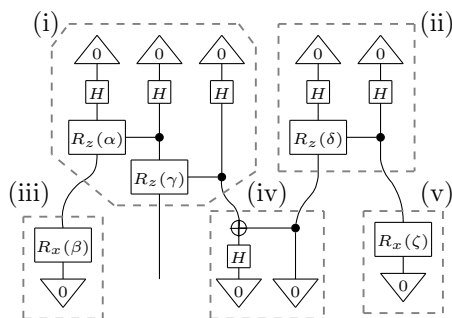 (i) (ii)
0 0 0 0 0
H H H H H
R_z(α) R_z(δ)
R_z(γ)
(iii) (iv) (v)
R_x(β) R_x(ζ)
H
0 0 0 0